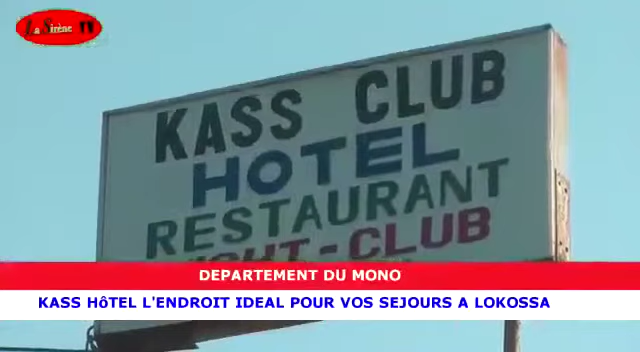 La Sirène TV
KASS CLUB
HOTEL
RESTAURANT
NIGHT-CLUB
DEPARTEMENT DU MONO
KASS HôTEL L'ENDROIT IDEAL POUR VOS SEJOURS A LOKOSSA